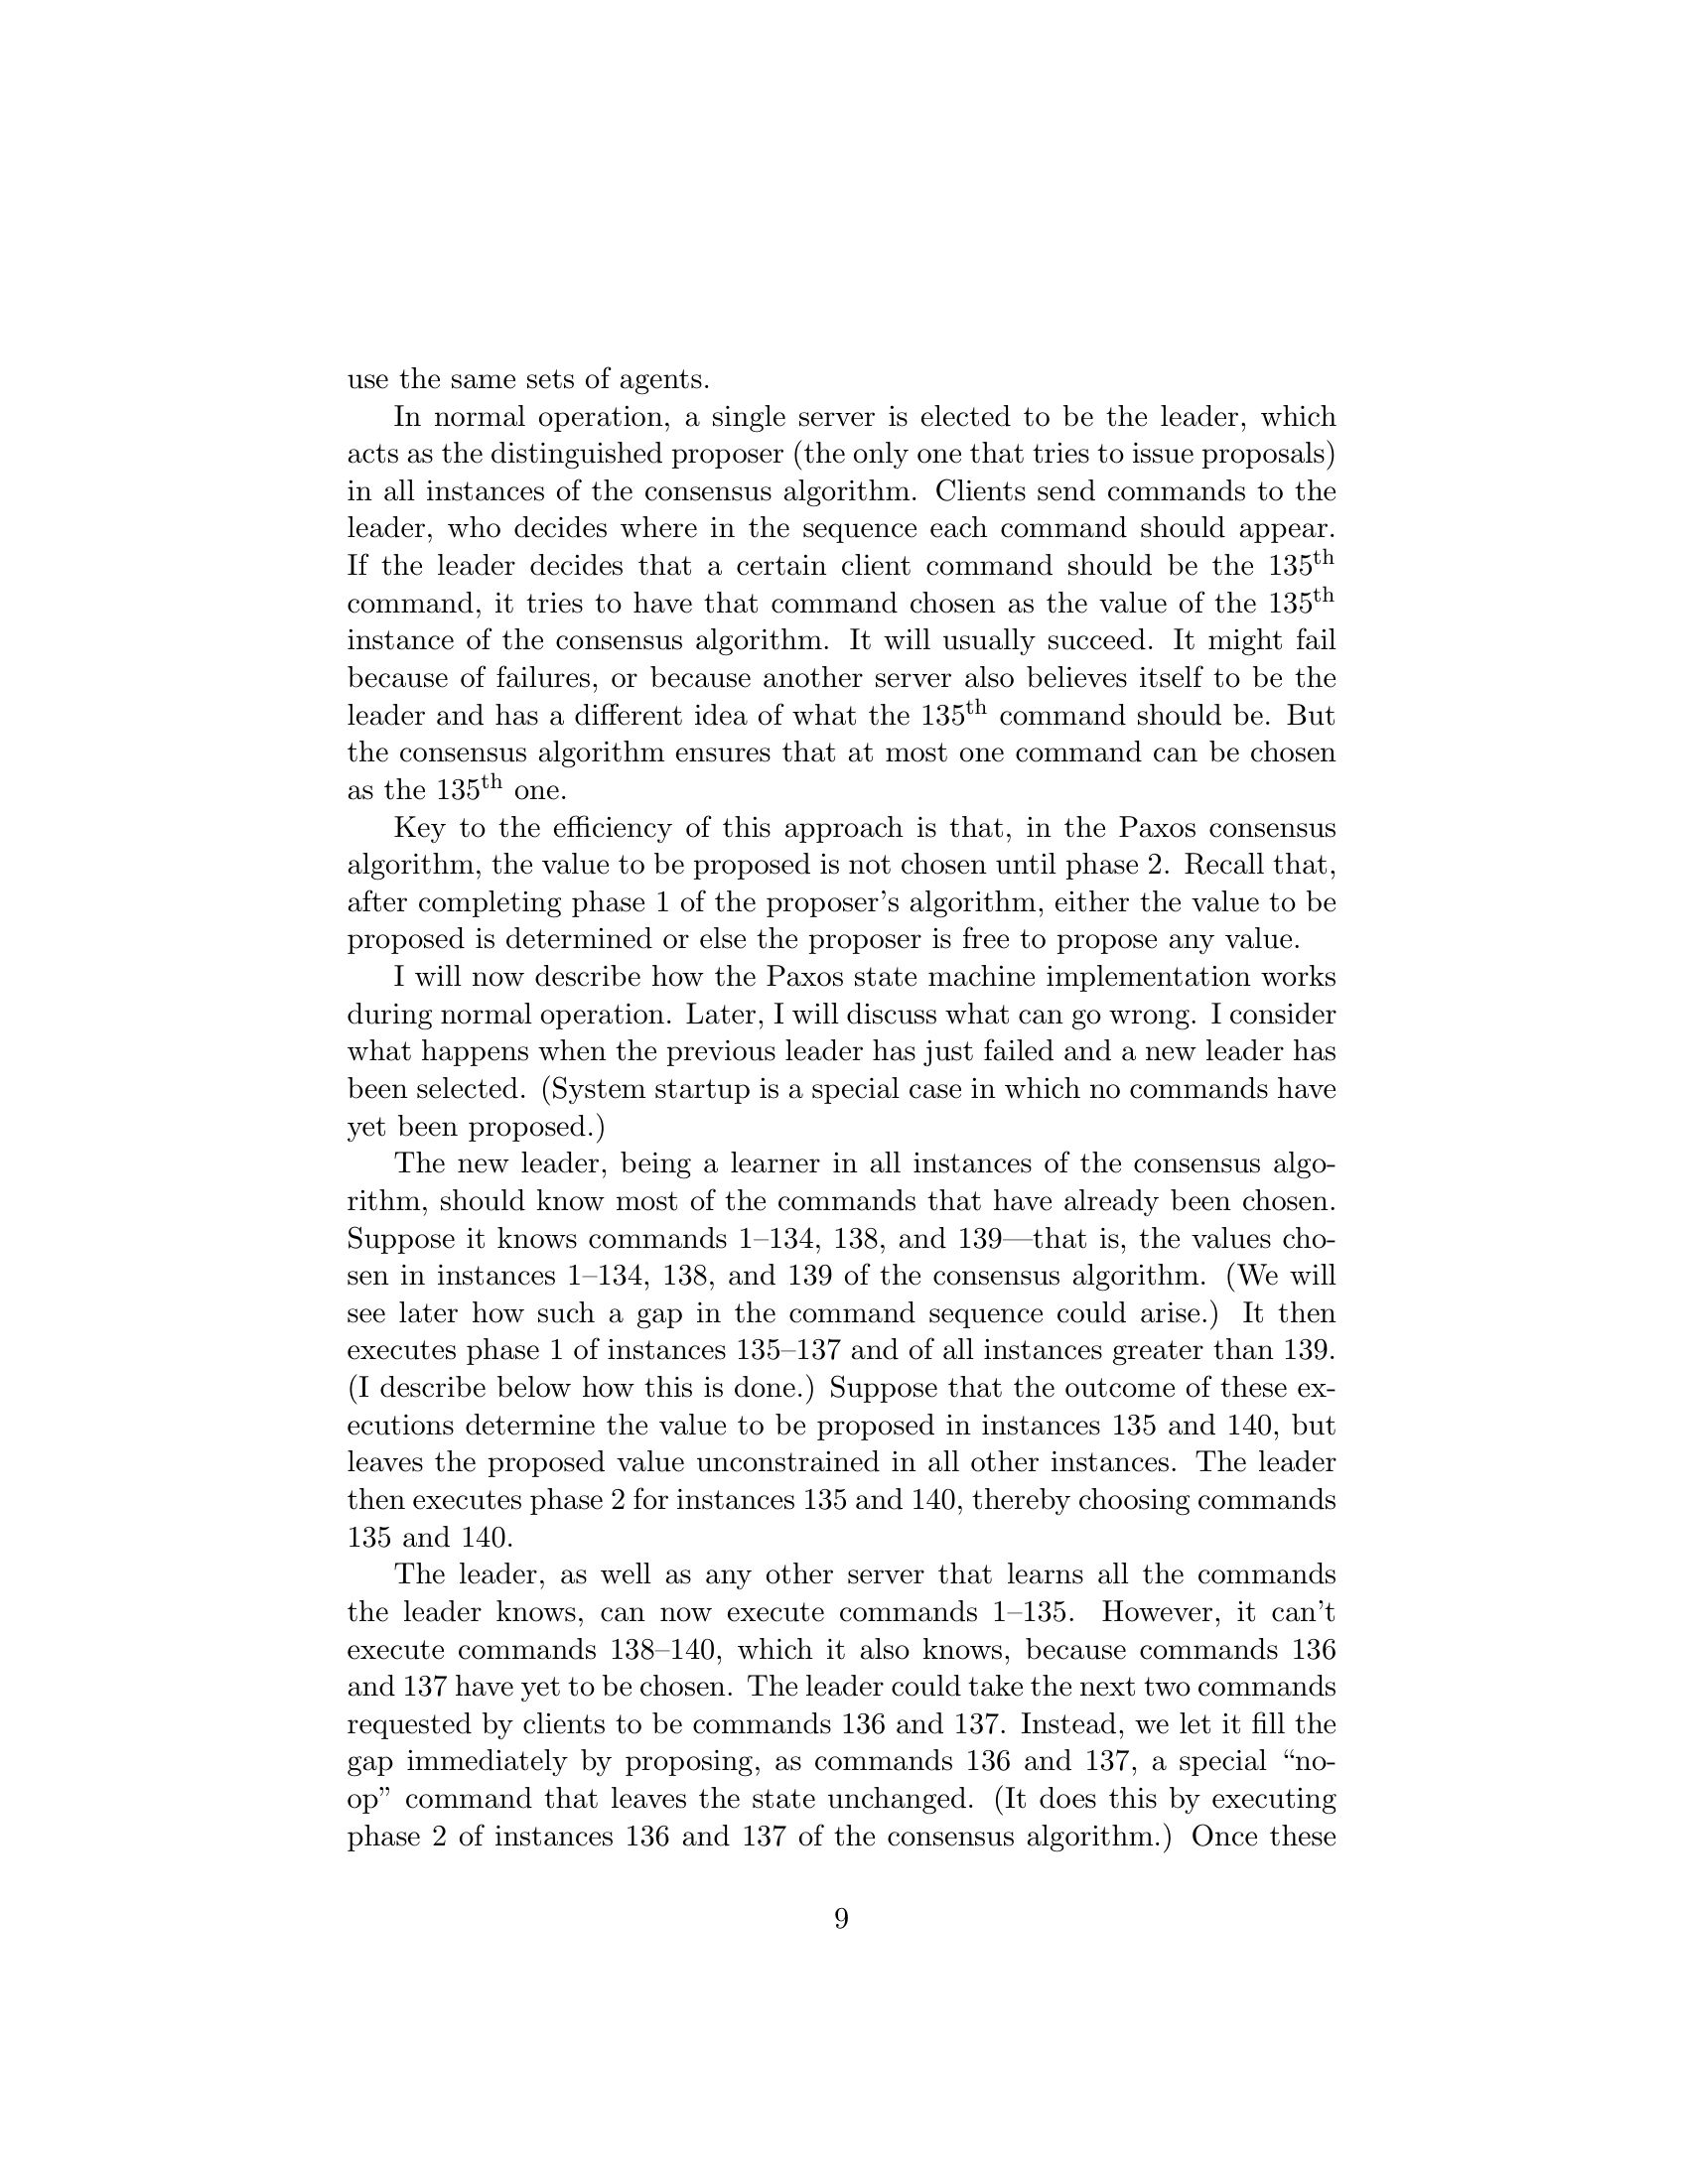 use the same sets of agents.
In normal operation, a single server is elected to be the leader, which
acts as the distinguished proposer (the only one that tries to issue proposals)
in all instances of the consensus algorithm. Clients send commands to the
leader, who decides where in the sequence each command should appear.
If the leader decides that a certain client command should be the 135th
command, it tries to have that command chosen as the value of the 135th
instance of the consensus algorithm. It will usually succeed. It might fail
because of failures, or because another server also believes itself to be the
leader and has a different idea of what the 135th command should be. But
the consensus algorithm ensures that at most one command can be chosen
as the 135th one.
Key to the efficiency of this approach is that, in the Paxos consensus
algorithm, the value to be proposed is not chosen until phase 2. Recall that,
after completing phase 1 of the proposer's algorithm, either the value to be
proposed is determined or else the proposer is free to propose any value.
I will now describe how the Paxos state machine implementation works
during normal operation. Later, I will discuss what can go wrong. I consider
what happens when the previous leader has just failed and a new leader has
been selected. (System startup is a special case in which no commands have
yet been proposed.)
The new leader, being a learner in all instances of the consensus algo-
rithm, should know most of the commands that have already been chosen.
Suppose it knows commands 1–134, 138, and 139—that is, the values cho-
sen in instances 1–134, 138, and 139 of the consensus algorithm. (We will
see later how such a gap in the command sequence could arise.) It then
executes phase 1 of instances 135–137 and of all instances greater than 139.
(I describe below how this is done.) Suppose that the outcome of these ex-
ecutions determine the value to be proposed in instances 135 and 140, but
leaves the proposed value unconstrained in all other instances. The leader
then executes phase 2 for instances 135 and 140, thereby choosing commands
135 and 140.
The leader, as well as any other server that learns all the commands
the leader knows, can now execute commands 1–135. However, it can't
execute commands 138–140, which it also knows, because commands 136
and 137 have yet to be chosen. The leader could take the next two commands
requested by clients to be commands 136 and 137. Instead, we let it fill the
gap immediately by proposing, as commands 136 and 137, a special “no-
op” command that leaves the state unchanged. (It does this by executing
phase 2 of instances 136 and 137 of the consensus algorithm.) Once these
9